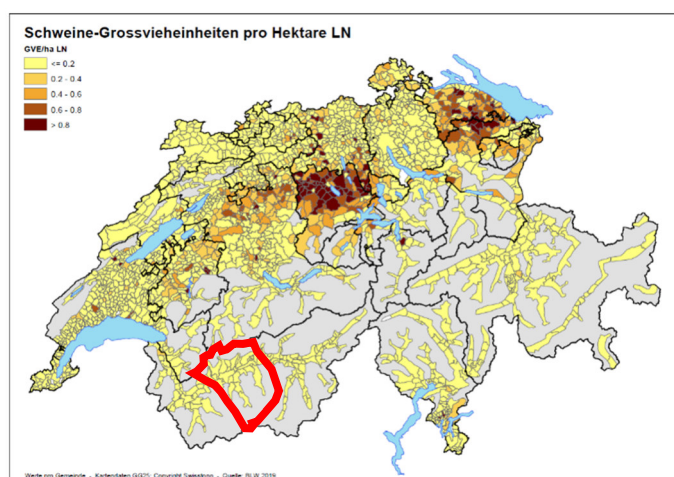 Schweine-Grossvieheinheiten pro Hektare LN
GVE/ha LN
<= 0.2
0.2 - 0.4
0.4 - 0.6
0.6 - 0.8
> 0.8
Werte pro Gemeinde - Kartendaten GG25: Copyright Swisstopo - Quelle: BLW 2019